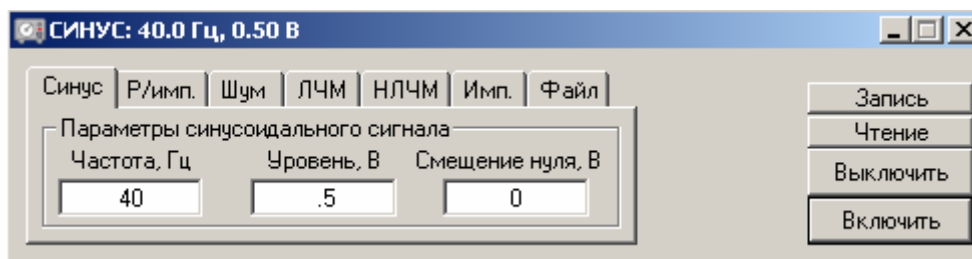 СИНУС: 40.0 Гц, 0.50 В
Синус Р/имп. Шум ЛЧМ НЛЧМ Имп. Файл
Параметры синусоидального сигнала
Частота, Гц Уровень, В Смещение нуля, В
40 .5 0
Запись
Чтение
Выключить
Включить